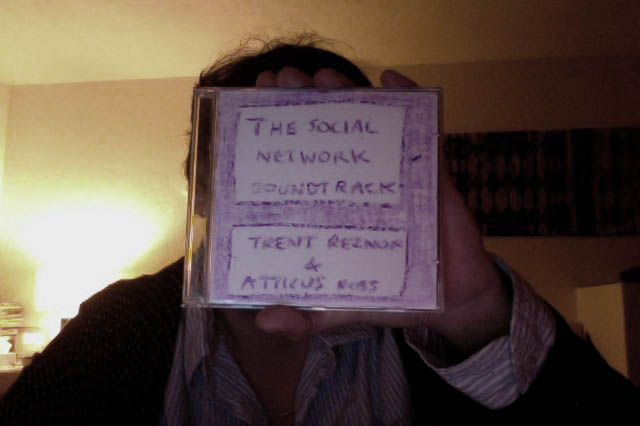 THE SOCIAL
NETWORK
SOUNDTRACK
TRENT REZNOR
&
ATTICUS ROSS